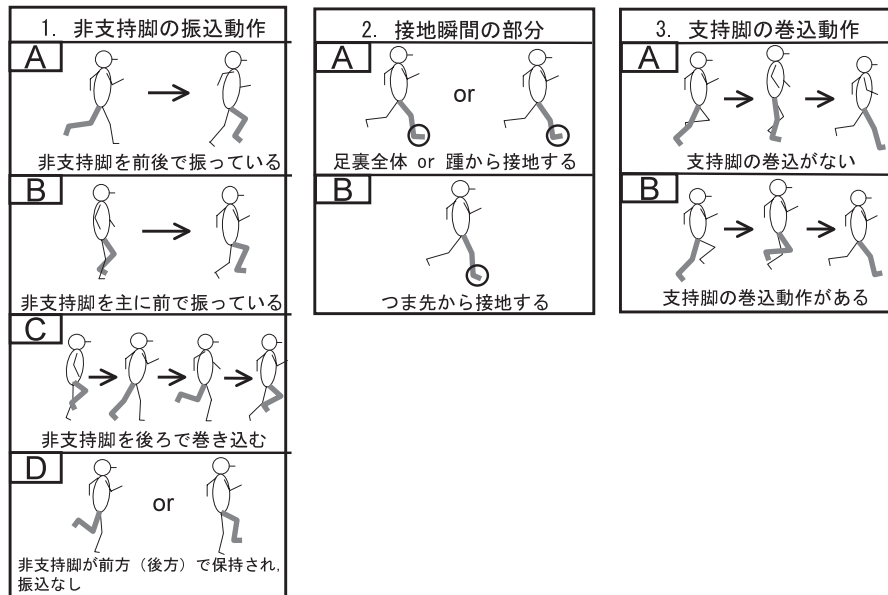 1. 非支持脚の振込動作
A
非支持脚を前後で振っている
B
非支持脚を主に前で振っている
C
非支持脚を後ろで巻き込む
D
or
非支持脚が前方（後方）で保持され,
振込なし
2. 接地瞬間の部分
A
or
足裏全体 or 踵から接地する
B
つま先から接地する
3. 支持脚の巻込動作
A
支持脚の巻込がない
B
支持脚の巻込動作がある